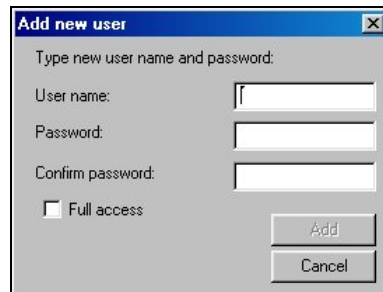 Add new user
Type new user name and password:
User name:
Password:
Confirm password:
Full access
Add
Cancel